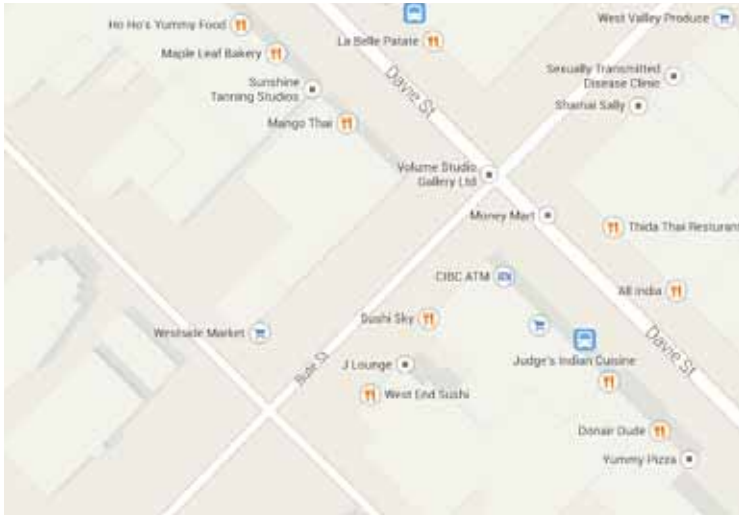 Ho Ho's Yummy Food
West Valley Produce
La Belle Patate
Maple Leaf Bakery
Sexually Transmitted
Disease Clinic
Sunshine
Tanning Studios
Davie St
Shamai Sally
Mango Thai
Volume Studio
Gallery Ltd
Money Mart
Thida Thai Resturant
CIBC ATM
All India
Sushi Sky
Westside Market
Davie St
Bute St
J Lounge
Judge's Indian Cuisine
West End Sushi
Donair Dude
Yummy Pizza